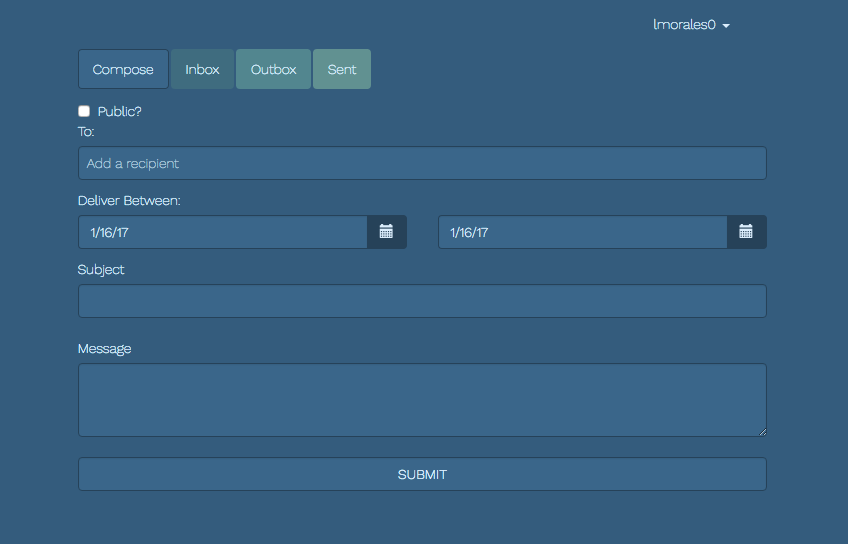 lmorales0
Compose Inbox Outbox Sent
Public?
To:
Add a recipient
Deliver Between:
1/16/17 1/16/17
Subject
Message
SUBMIT